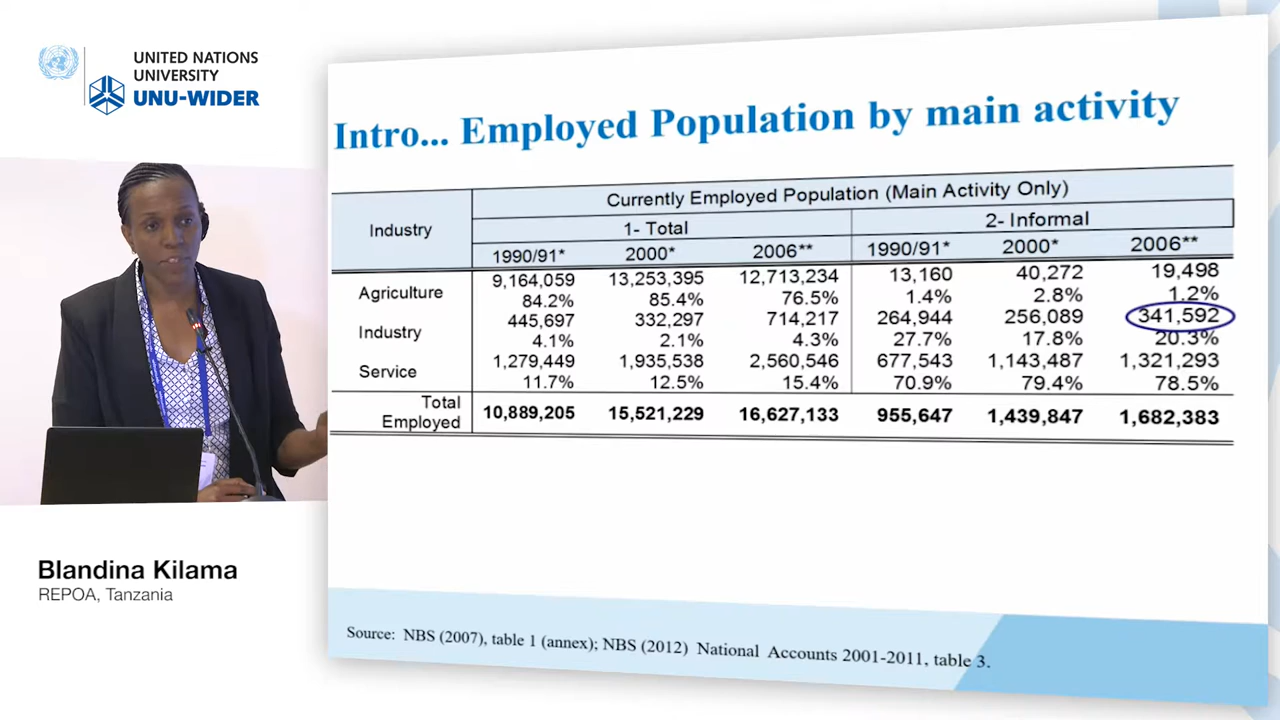 UNITED NATIONS
UNIVERSITY
UNU-WIDER
Intro... Employed Population by main activity
Industry
Currently Employed Population (Main Activity Only)
1- Total
2- Informal
1990/91* 2000* 2006** 1990/91* 2000* 2006**
Agriculture
9,164,059 13,253,395 12,713,234 13,160 40,272 19,498
84.2% 85.4% 76.5% 1.4% 2.8% 1.2%
Industry
445,697 332,297 714,217 264,944 256,089 341,592
4.1% 2.1% 4.3% 27.7% 17.8% 20.3%
Service
1,279,449 1,935,538 2,560,546 677,543 1,143,487 1,321,293
11.7% 12.5% 15.4% 70.9% 79.4% 78.5%
Total
Employed
10,889,205 15,521,229 16,627,133 955,647 1,439,847 1,682,383
Source: NBS (2007), table 1 (annex); NBS (2012) National Accounts 2001-2011, table 3.
Blandina Kilama
REPOA, Tanzania